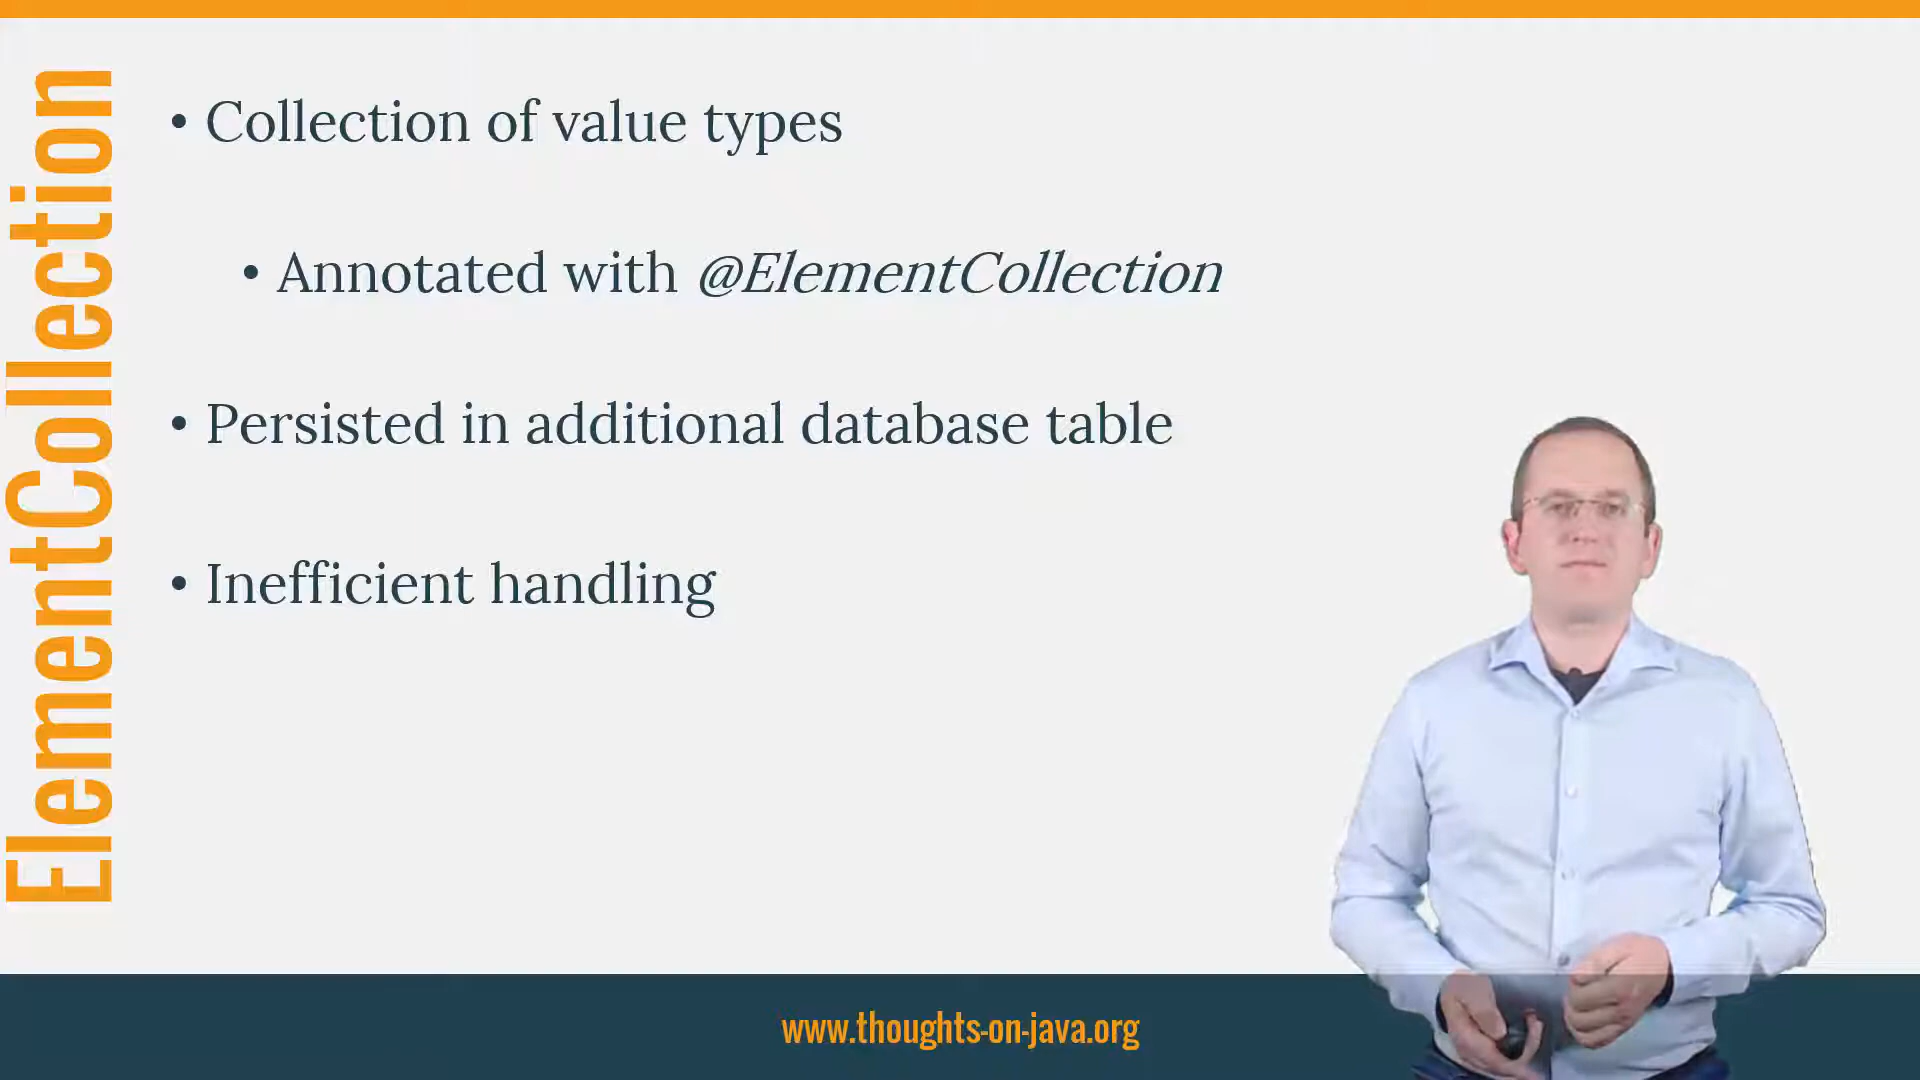 ElementCollection
• Collection of value types
• Annotated with @ElementCollection
• Persisted in additional database table
• Inefficient handling
www.thoughts-on-java.org